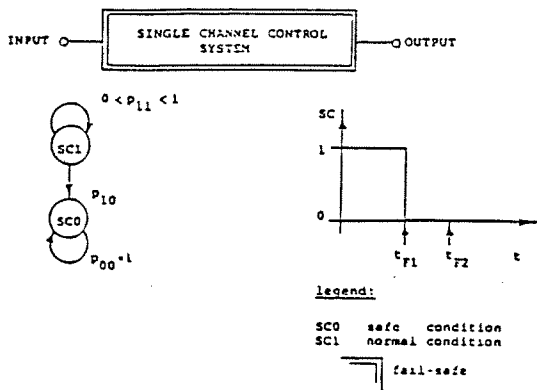 INPUT
SINGLE CHANNEL CONTROL
SYSTEM
OUTPUT
0 < P11 < 1
SC1
P10
SC0
P00=1
SC
1
0
tF1
tF2
t
legend:
SC0 safe condition
SC1 normal condition
fail-safe